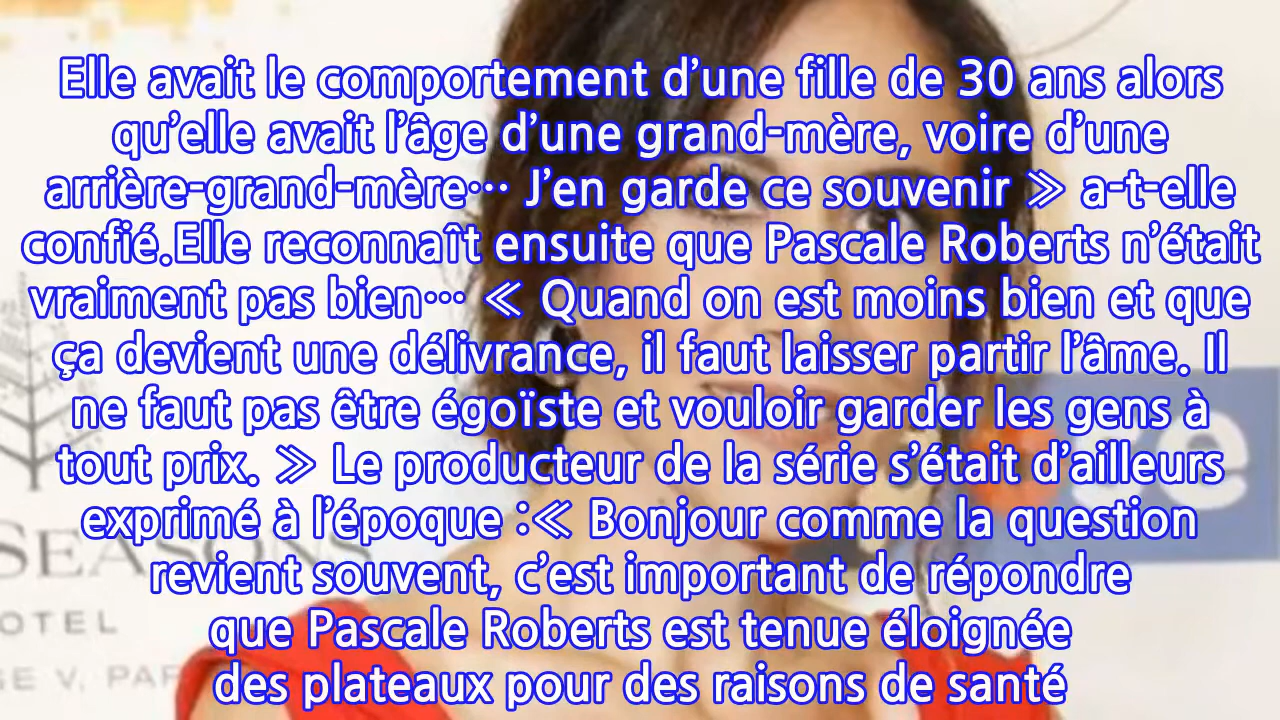 Elle avait le comportement d’une fille de 30 ans alors
qu’elle avait l’âge d’une grand-mère, voire d’une
arrière-grand-mère… J’en garde ce souvenir ≫ a-t-elle
confié.Elle reconnaît ensuite que Pascale Roberts n’était
vraiment pas bien… ≪ Quand on est moins bien et que
ça devient une délivrance, il faut laisser partir l’âme. Il
ne faut pas être égoïste et vouloir garder les gens à
tout prix. ≫ Le producteur de la série s’était d’ailleurs
exprimé à l’époque :≪ Bonjour comme la question
revient souvent, c’est important de répondre
que Pascale Roberts est tenue éloignée
des plateaux pour des raisons de santé
SEASONS
OTEL
GE V, PAR